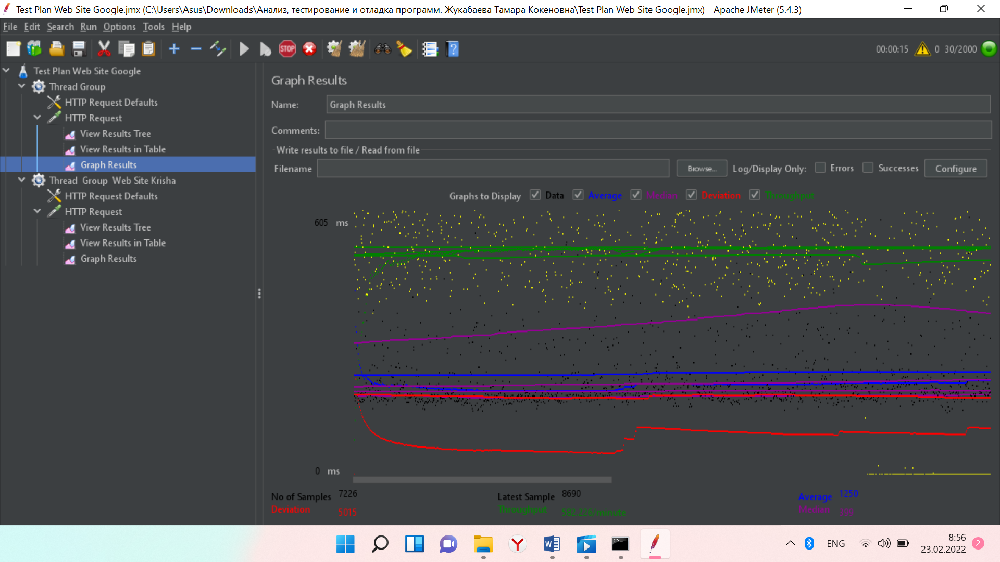 Test Plan Web Site Google.jmx (C:\Users\Asus\Downloads\Анализ, тестирование и отладка программ. Жукабаева Тамара Кокеновна\Test Plan Web Site Google.jmx) - Apache JMeter (5.4.3)
File Edit Search Run Options Tools Help
STOP 00:00:15 0 30/2000
Test Plan Web Site Google
Thread Group
HTTP Request Defaults
HTTP Request
View Results Tree
View Results in Table
Graph Results
Thread Group Web Site Krisha
HTTP Request Defaults
HTTP Request
View Results Tree
View Results in Table
Graph Results
Graph Results
Name: Graph Results
Comments:
Write results to file / Read from file
Filename Browse... Log/Display Only: Errors Successes Configure
Graphs to Display Data Average Median Deviation Throughput
605 ms
0 ms
No of Samples 7226 Latest Sample 8690 Average 1250
Deviation 5015 Throughput 582.226/minute Median 399
ENG 8:56 2
23.02.2022